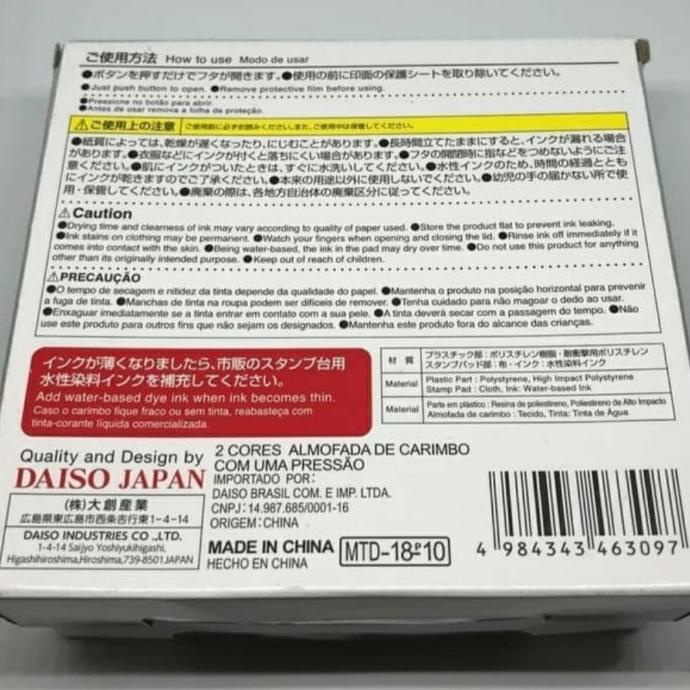 ご使用方法 How to use Modo de usar
●ボタンを押すだけでフタが開きます。●使用の前に印面の保護シートを取り除いてください。
●Just push button to open. ●Remove protective film before using.
●Pressione no botão para abrir.
●Antes de usar remova a folha de proteção.
⚠ご使用上の注意 ご使用前に必ずお読みください。また、ご使用中は保管してください。
●紙質によっては、乾燥が遅くなったり、にじむことがあります。●長時間立てたままにすると、インクが漏れる場合
があります。●衣服などにインクが付くと落ちにくい場合があります。●フタの開閉時に指などをつめないようにご注
意ください。●肌にインクがついたときは、すぐに水洗いしてください。●水性インクのため、時間の経過ととも
にインクが乾きますのでご了承ください。●本来の用途以外に使用しないでください。●幼児の手の届かない所で使
用・保管してください。●廃棄の際は、各地方自治体の廃棄区分に従ってください。
⚠Caution
●Drying time and clearness of ink may vary according to quality of paper used. ●Store the product flat to prevent ink leaking.
●Ink stains on clothing may be permanent. ●Watch your fingers when opening and closing the lid. ●Rinse ink off immediately if it
comes into contact with the skin. ●Being water-based, the ink in the pad may dry over time. ●Do not use this product for anything
other than its originally intended purpose. ●Keep out of reach of children.
⚠PRECAUÇÃO
●O tempo de secagem e nitidez da tinta depende da qualidade do papel. ●Mantenha o produto na posição horizontal para prevenir
a fuga de tinta. ●Manchas de tinta na roupa podem ser difíceis de remover. ●Tenha cuidado para não magoar o dedo ao usar.
●Enxaguar imediatamente se a tinta entrar em contato com a sua pele. ●A tinta deverá secar com a passagem do tempo. ●Não
use este produto para outros fins que não sejam os designados. ●Mantenha este produto fora do alcance das crianças.
インクが薄くなりましたら、市販のスタンプ台用
水性染料インクを補充してください。
Add water-based dye ink when ink becomes thin.
Caso o carimbo fique fraco ou sem tinta, reabasteça com
tinta-corante líquida comercializada.
材質 プラスチック部：ポリスチレン樹脂・耐衝撃用ポリスチレン
スタンプパッド部：布・インク：水性染料インク
Material Plastic Part : Polystyrene, High Impact Polystyrene
Stamp Pad : Cloth, Ink: Water-based Ink
Material Parte em plástico : Resina de poliestireno, Poliestireno de Alto Impacto
Almofada de carimbo : Tecido, Tinta: Tinta de Água
Quality and Design by
DAISO JAPAN
(株)大創産業
広島県東広島市西条吉行東1-4-14
DAISO INDUSTRIES CO .,LTD.
1-4-14 Saijyo Yoshiyukihigashi,
Higashihiroshima,Hiroshima,739-8501JAPAN
2 CORES ALMOFADA DE CARIMBO
COM UMA PRESSÃO
IMPORTADO POR:
DAISO BRASIL COM. E IMP. LTDA.
CNPJ: 14.987.685/0001-16
ORIGEM: CHINA
MADE IN CHINA
HECHO EN CHINA
MTD-18-P10
4 984343 463097